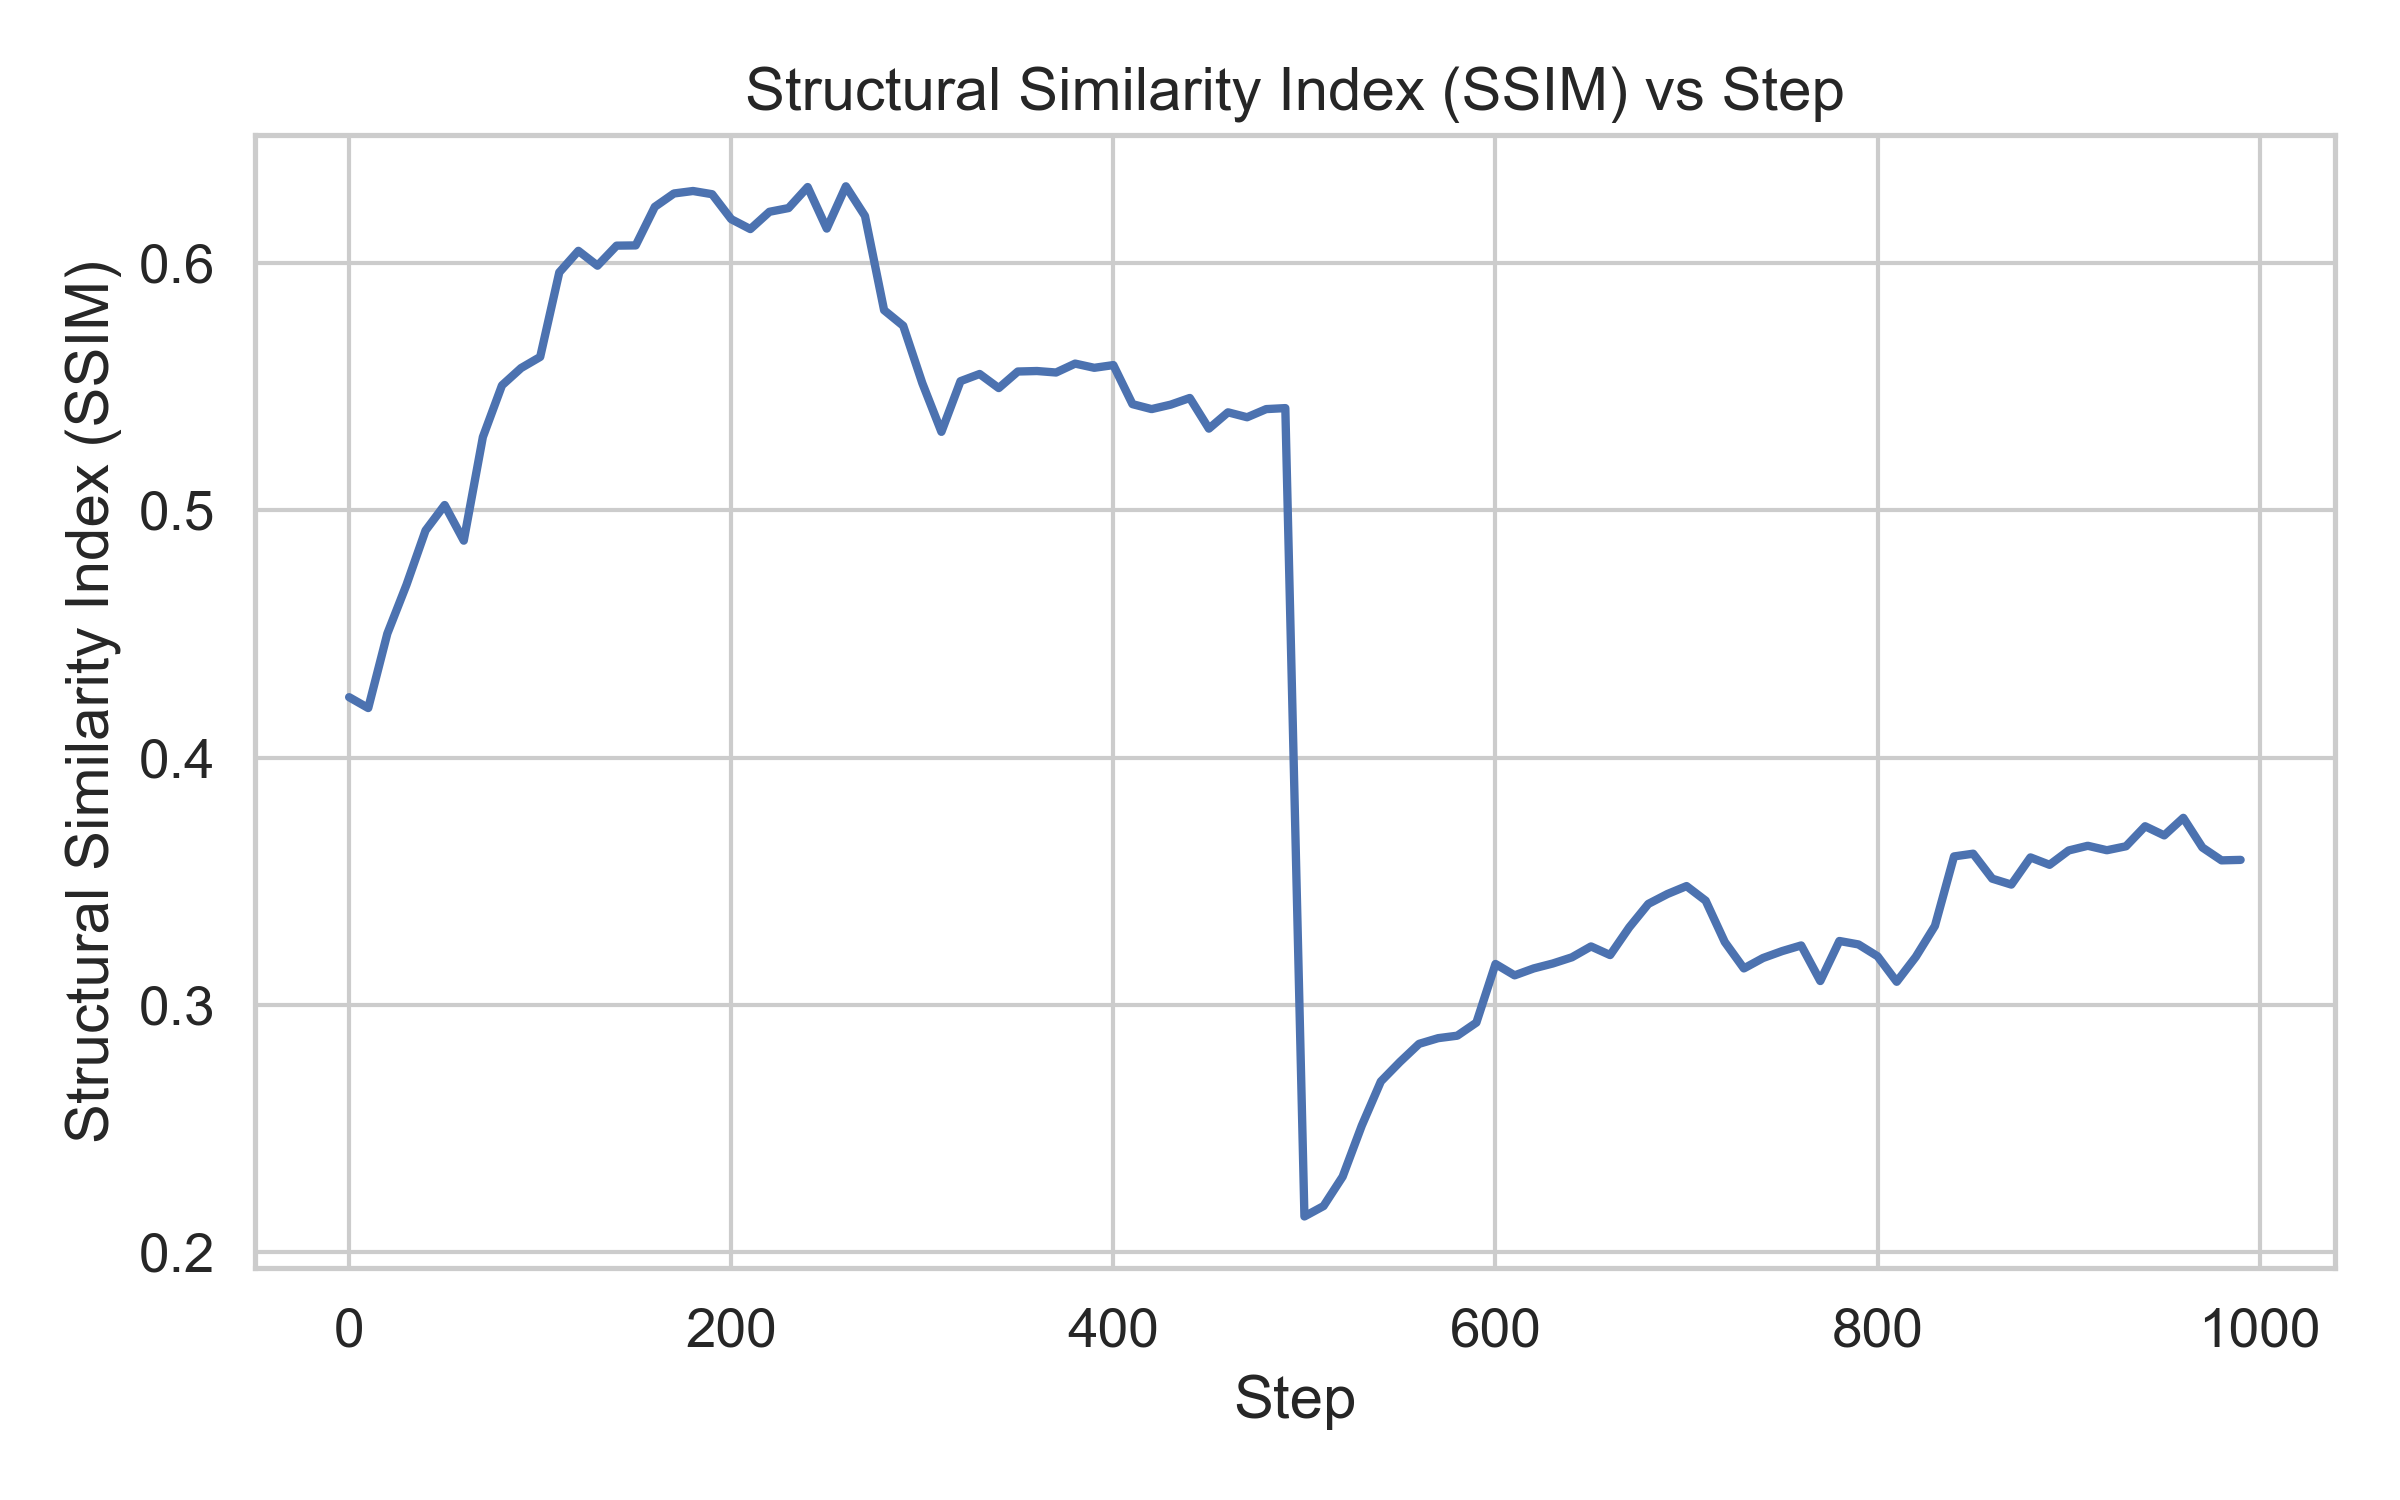 Structural Similarity Index (SSIM) vs Step
Structural Similarity Index (SSIM)
0.6
0.5
0.4
0.3
0.2
0 200 400 600 800 1000
Step